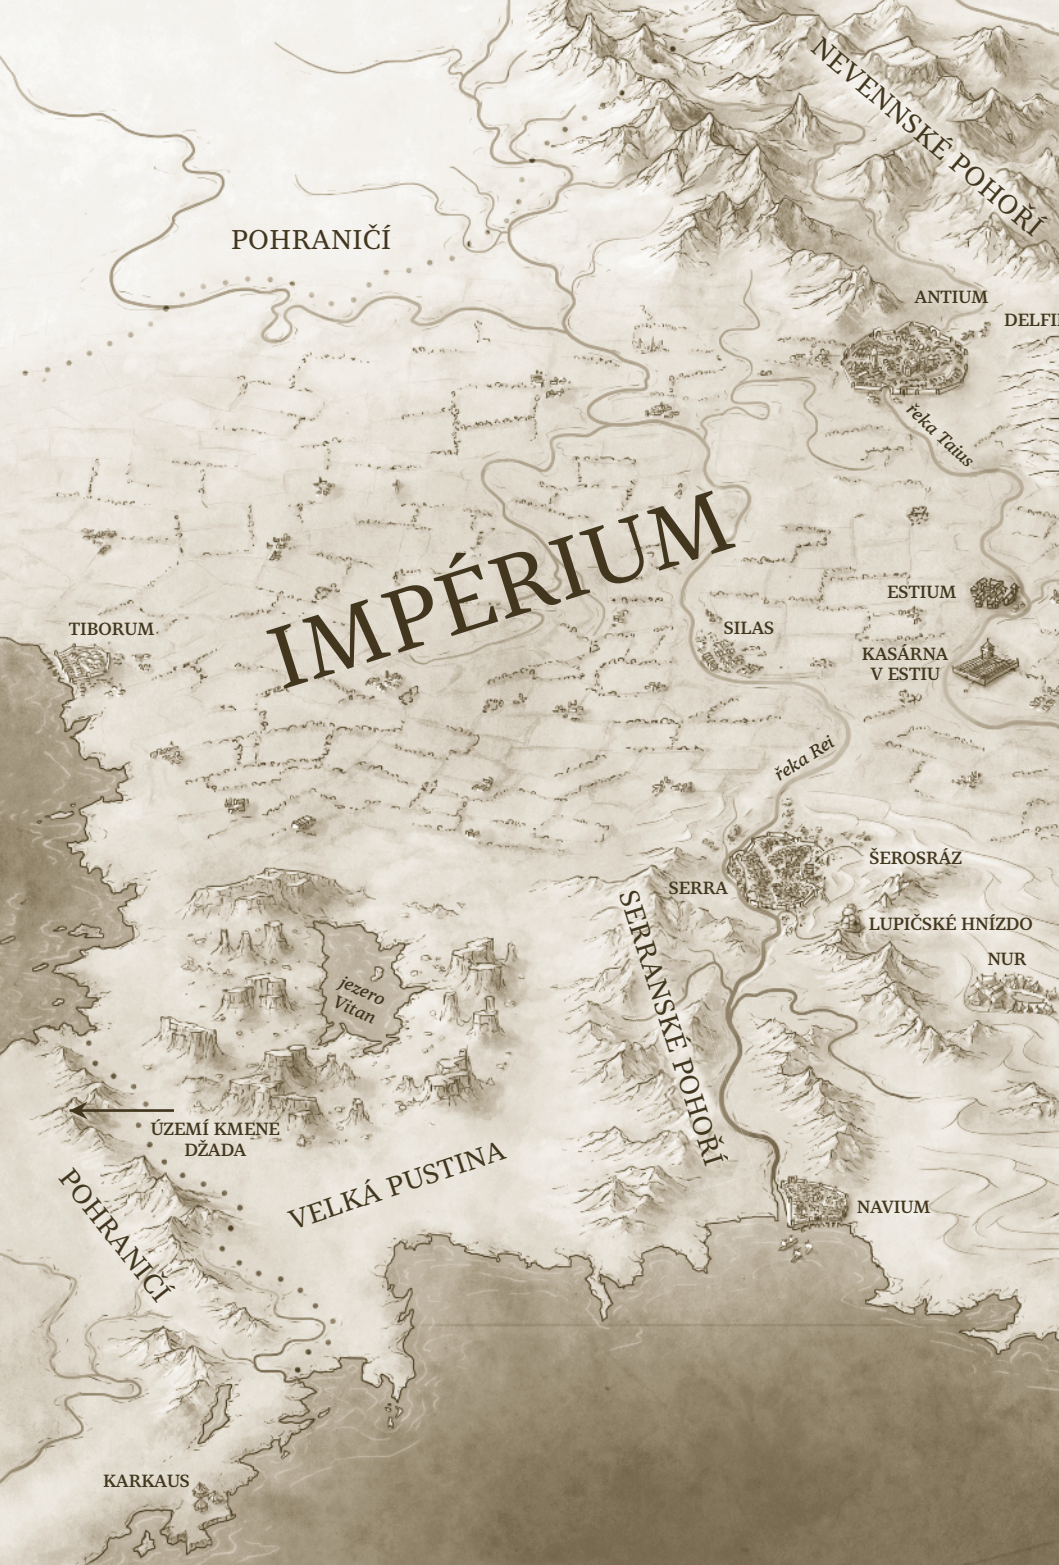 NEVENNSKÉ POHOŘÍ
POHRANIČÍ
ANTIUM
řeka Taius
IMPÉRIUM
ESTIUM
TIBORUM
SILAS
KASÁRNA
V ESTIU
řeka Rei
ŠEROSRÁZ
SERRA
LUPIČSKÉ HNÍZDO
SERRANSKÉ POHOŘÍ
NUR
jezero
Vitan
ÚZEMÍ KMENE
DŽADA
VELKÁ PUSTINA
POHRANIČÍ
NAVIUM
KARKAUS